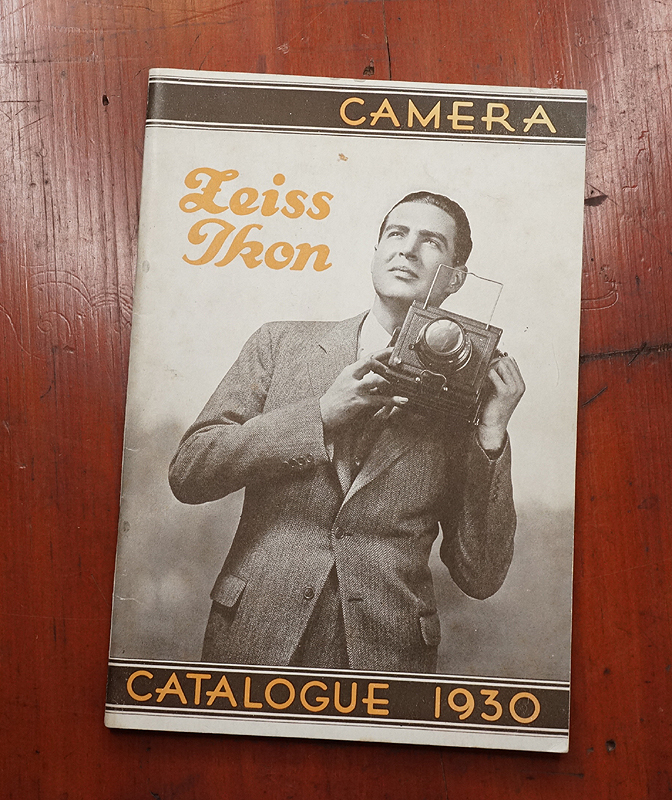 CAMERA
Zeiss
Ikon
CATALOGUE 1930